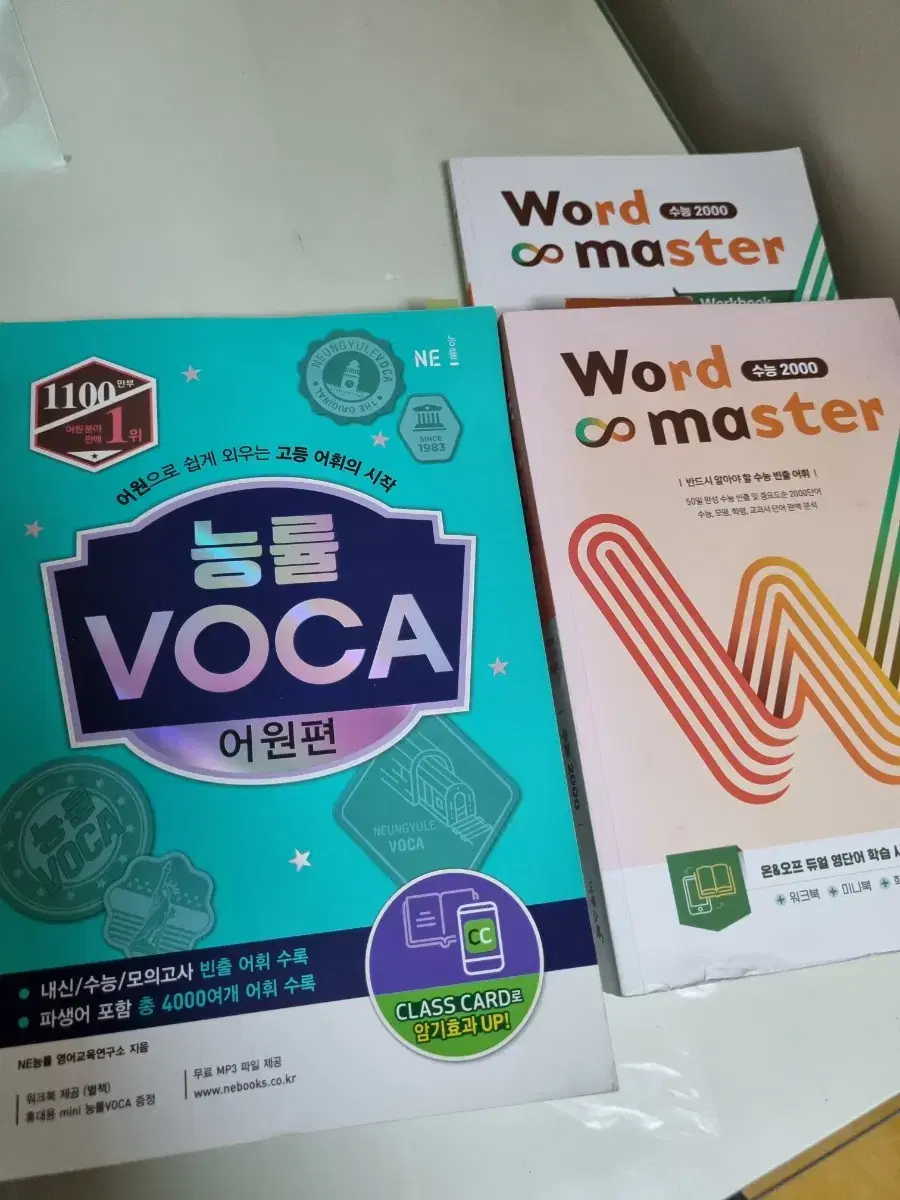 Word 수능 2000
master
Workbook
Word 수능 2000
master
| 반드시 알아야 할 수능 빈출 어휘 |
50일 완성 수능 빈출 및 중요도순 2000단어
수능, 모평, 학평, 교과서 단어 완벽 분석
온&오프 듀얼 영단어 학습
+ 워크북 + 미니북 +
수능 2000
1100만부
어원 분야
판매 1위
NEUNGYULE VOCA
THE ORIGINAL
NE 능률
SINCE
1983
어원으로 쉽게 외우는 고등 어휘의 시작
능률
VOCA
어원편
능률
VOCA
NEUNGYULE
VOCA
CC
CLASS CARD로
암기효과 UP!
• 내신/수능/모의고사 빈출 어휘 수록
• 파생어 포함 총 4000여개 어휘 수록
NE능률 영어교육연구소 지음
워크북 제공 (별책)
휴대용 mini 능률VOCA 증정
무료 MP3 파일 제공
www.nebooks.co.kr